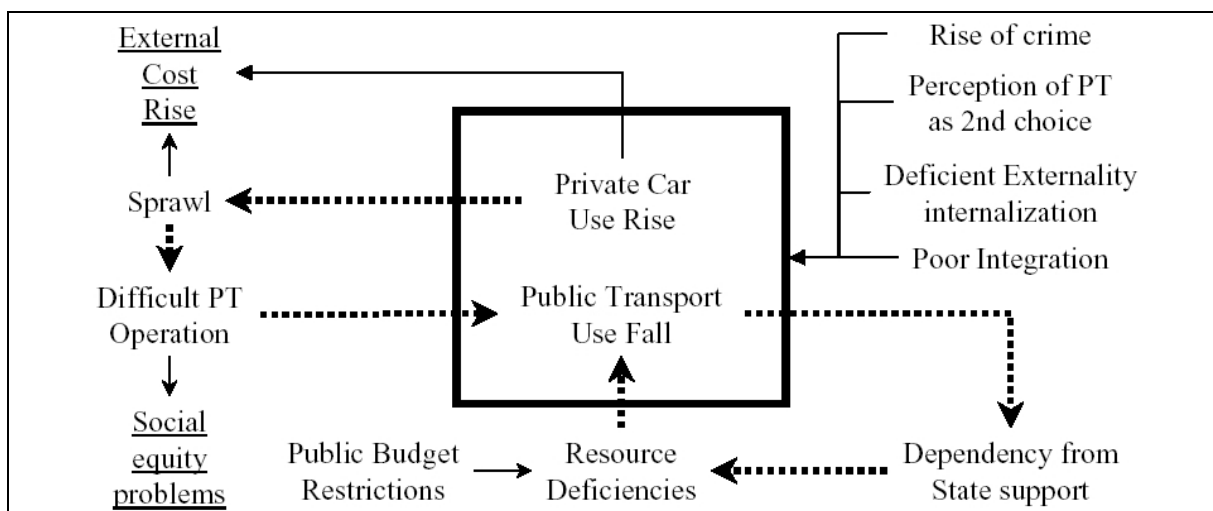 External
Cost
Rise
Rise of crime
Perception of PT
as 2nd choice
Deficient Externality
internalization
Poor Integration
Sprawl
Private Car
Use Rise
Difficult PT
Operation
Public Transport
Use Fall
Social
equity
problems
Public Budget
Restrictions
Resource
Deficiencies
Dependency from
State support